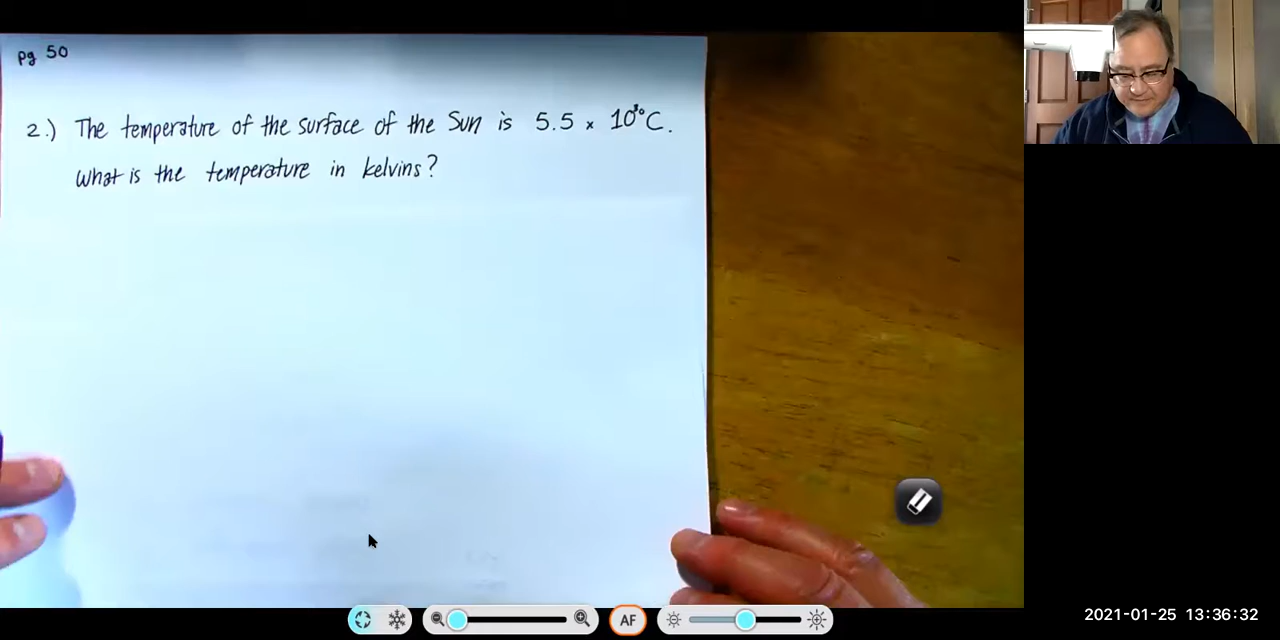 pg 50
2.) The temperature of the surface of the Sun is 5.5 × 10³°C.
What is the temperature in kelvins?
AF
2021-01-25 13:36:32